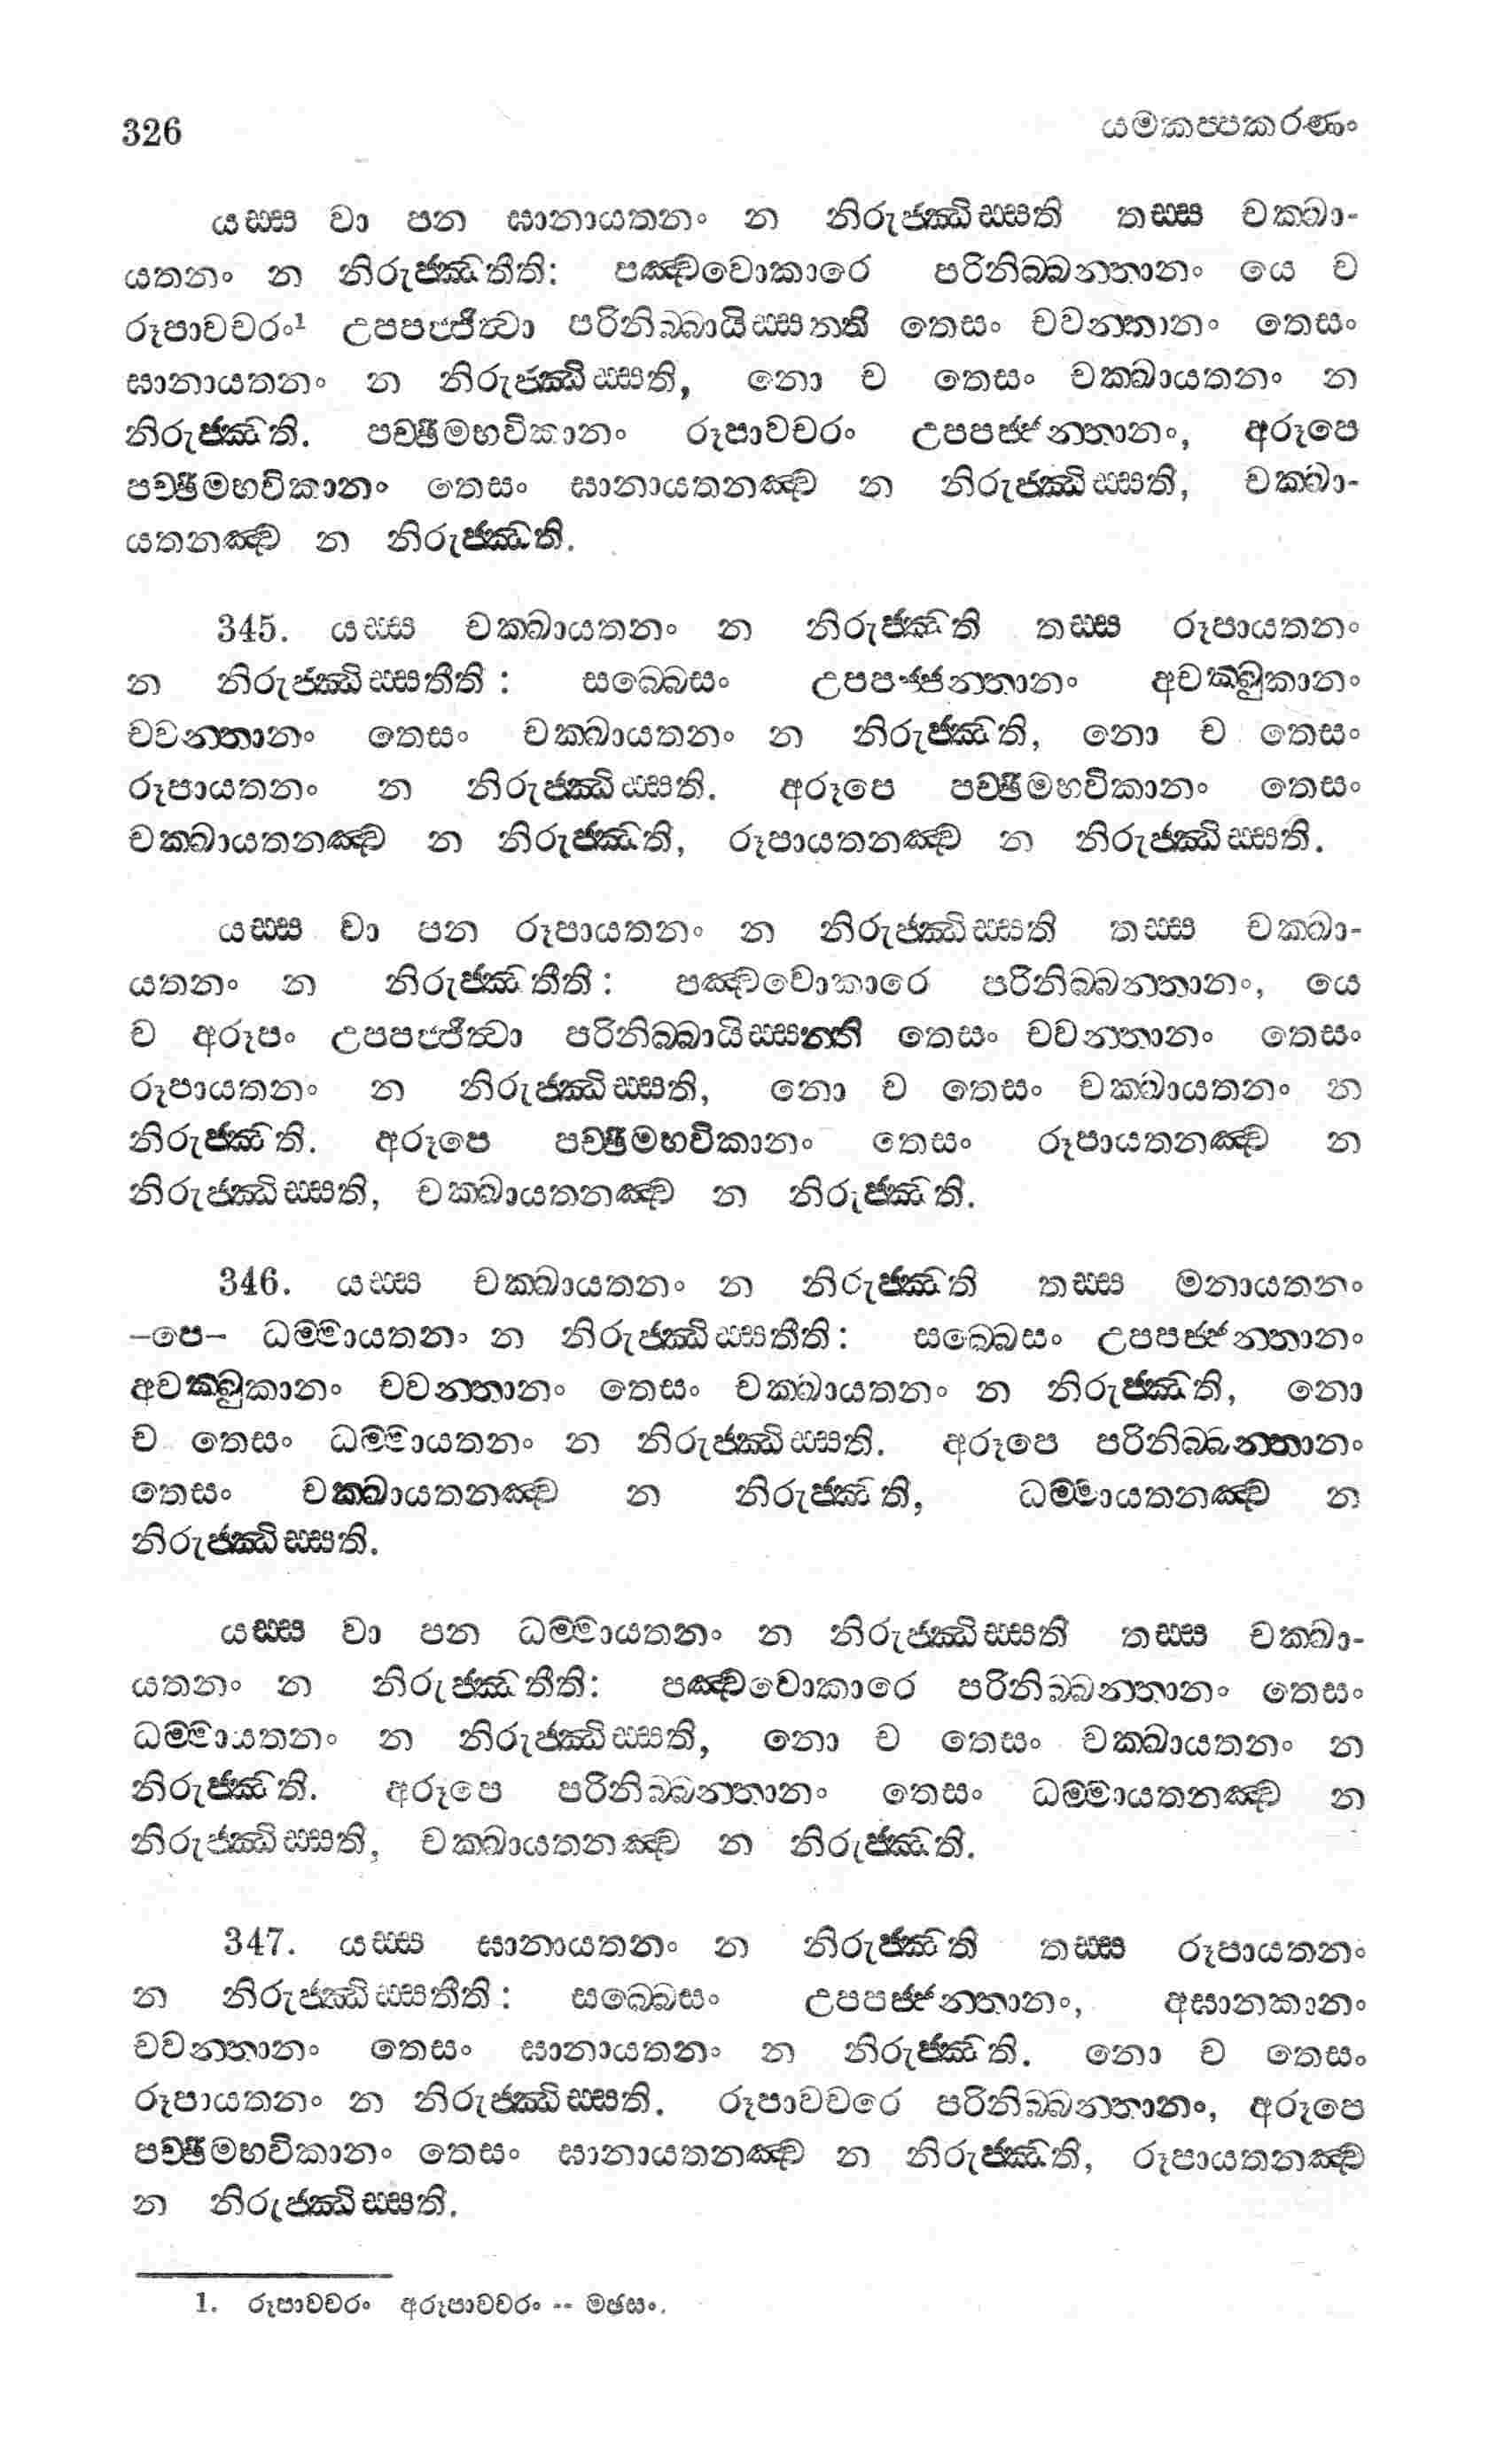 326
යමකප්පකරණං
යස්ස වා පන ඝානායතනං න නිරුජ්ඣිස්සති තස්ස චක්ඛා-
යතනං න නිරුජ්ඣතීති: පඤ්චවොකාරෙ පරිනිබ්බන්තානං යෙ ච
රූපාවචරං¹ උපපජ්ජිත්වා පරිනිබ්බායිස්සන්ති තෙසං චවන්තානං තෙසං
ඝානායතනං න නිරුජ්ඣිස්සති, නො ච තෙසං චක්ඛායතනං න
නිරුජ්ඣති. පච්ඡිමභවිකානං රූපාවචරං උපපජ්ජන්තානං, අරූපෙ
පච්ඡිමභවිකානං තෙසං ඝානායතනඤ්ච න නිරුජ්ඣිස්සති, චක්ඛා-
යතනඤ්ච න නිරුජ්ඣති.
345. යස්ස චක්ඛායතනං න නිරුජ්ඣති තස්ස රූපායතනං
න නිරුජ්ඣිස්සතීති: සබ්බෙසං උපපජ්ජන්තානං අචක්ඛුකානං
චවන්තානං තෙසං චක්ඛායතනං න නිරුජ්ඣති, නො ච තෙසං
රූපායතනං න නිරුජ්ඣිස්සති. අරූපෙ පච්ඡිමභවිකානං තෙසං
චක්ඛායතනඤ්ච න නිරුජ්ඣති, රූපායතනඤ්ච න නිරුජ්ඣිස්සති.
යස්ස වා පන රූපායතනං න නිරුජ්ඣිස්සති තස්ස චක්ඛා-
යතනං න නිරුජ්ඣතීති: පඤ්චවොකාරෙ පරිනිබ්බන්තානං, යෙ
ච අරූපං උපපජ්ජිත්වා පරිනිබ්බායිස්සන්ති තෙසං චවන්තානං තෙසං
රූපායතනං න නිරුජ්ඣිස්සති, නො ච තෙසං චක්ඛායතනං න
නිරුජ්ඣති. අරූපෙ පච්ඡිමභවිකානං තෙසං රූපායතනඤ්ච න
නිරුජ්ඣිස්සති, චක්ඛායතනඤ්ච න නිරුජ්ඣති.
346. යස්ස චක්ඛායතනං න නිරුජ්ඣති තස්ස මනායතනං
–පෙ– ධම්මායතනං න නිරුජ්ඣිස්සතීති: සබ්බෙසං උපපජ්ජන්තානං
අචක්ඛුකානං චවන්තානං තෙසං චක්ඛායතනං න නිරුජ්ඣති, නො
ච තෙසං ධම්මායතනං න නිරුජ්ඣිස්සති. අරූපෙ පරිනිබ්බන්තානං
තෙසං චක්ඛායතනඤ්ච න නිරුජ්ඣති, ධම්මායතනඤ්ච න
නිරුජ්ඣිස්සති.
යස්ස වා පන ධම්මායතනං න නිරුජ්ඣිස්සති තස්ස චක්ඛා-
යතනං න නිරුජ්ඣතීති: පඤ්චවොකාරෙ පරිනිබ්බන්තානං තෙසං
ධම්මායතනං න නිරුජ්ඣිස්සති, නො ච තෙසං චක්ඛායතනං න
නිරුජ්ඣති. අරූපෙ පරිනිබ්බන්තානං තෙසං ධම්මායතනඤ්ච න
නිරුජ්ඣිස්සති, චක්ඛායතනඤ්ච න නිරුජ්ඣති.
347. යස්ස ඝානායතනං න නිරුජ්ඣති තස්ස රූපායතනං
න නිරුජ්ඣිස්සතීති: සබ්බෙසං උපපජ්ජන්තානං, අඝානකානං
චවන්තානං තෙසං ඝානායතනං න නිරුජ්ඣති. නො ච තෙසං
රූපායතනං න නිරුජ්ඣිස්සති. රූපාවචරෙ පරිනිබ්බන්තානං, අරූපෙ
පච්ඡිමභවිකානං තෙසං ඝානායතනඤ්ච න නිරුජ්ඣති, රූපායතනඤ්ච
න නිරුජ්ඣිස්සති.
1. රූපාවචරං අරූපාවචරං -- මඡසං.